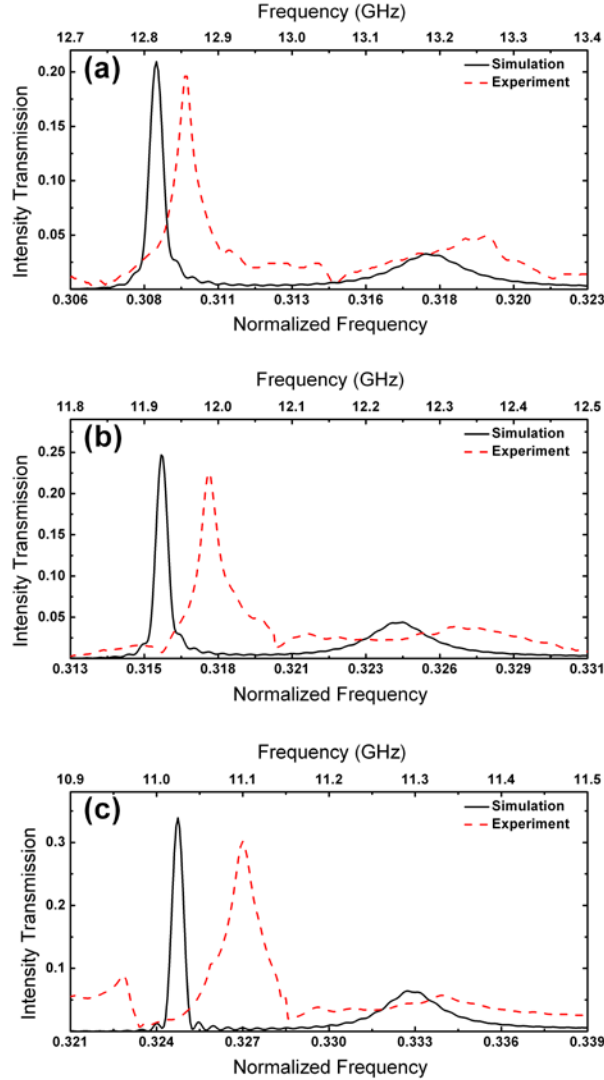 Frequency (GHz)
12.7 12.8 12.9 13.0 13.1 13.2 13.3 13.4
(a)
Simulation
Experiment
0.20
0.15
0.10
0.05
Intensity Transmission
0.306 0.308 0.311 0.313 0.316 0.318 0.320 0.323
Normalized Frequency
Frequency (GHz)
11.8 11.9 12.0 12.1 12.2 12.3 12.4 12.5
(b)
Simulation
Experiment
0.25
0.20
0.15
0.10
0.05
Intensity Transmission
0.313 0.315 0.318 0.321 0.323 0.326 0.329 0.331
Normalized Frequency
Frequency (GHz)
10.9 11.0 11.1 11.2 11.3 11.4 11.5
(c)
Simulation
Experiment
0.3
0.2
0.1
Intensity Transmission
0.321 0.324 0.327 0.330 0.333 0.336 0.339
Normalized Frequency